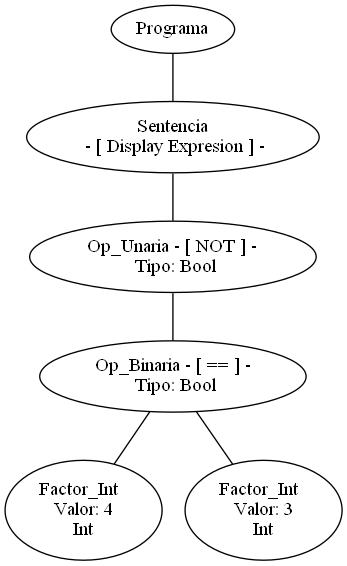 Programa
Sentencia
- [ Display Expresion ] -
Op_Unaria - [ NOT ] -
Tipo: Bool
Op_Binaria - [ == ] -
Tipo: Bool
Factor_Int
Valor: 4
Int
Factor_Int
Valor: 3
Int